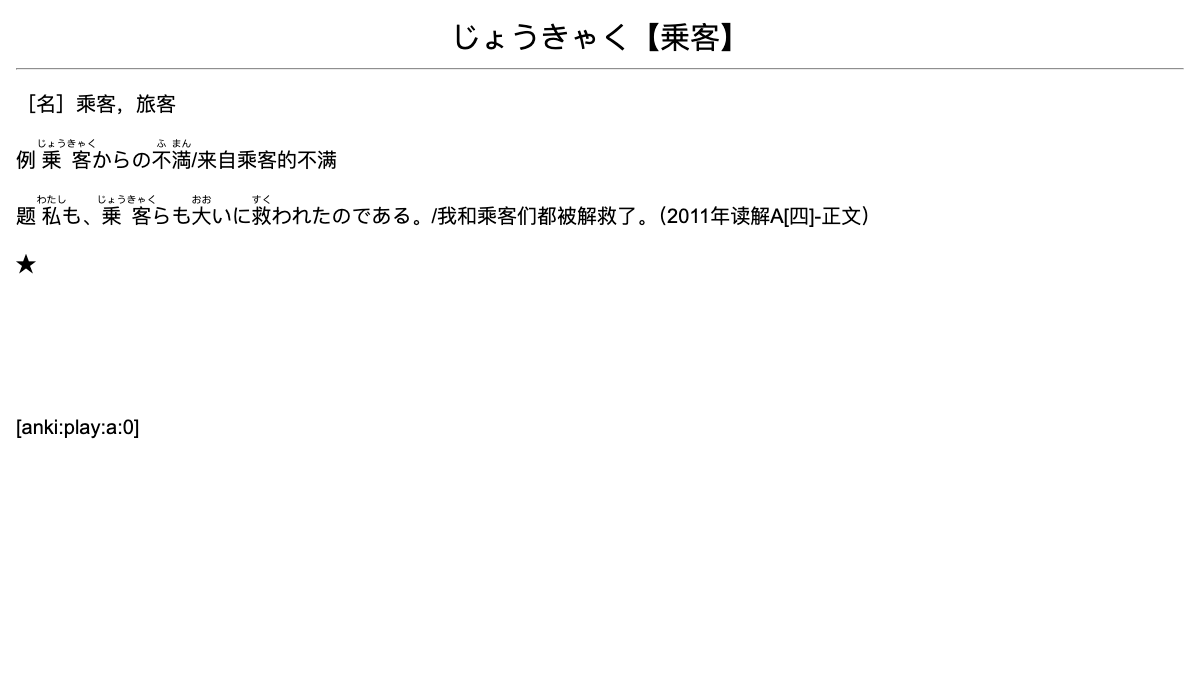 じょうきゃく【乗客】
［名］乗客，旅客
じょうきゃく ふまん
例 乗客からの不満/来自乘客的不满
わたし じょうきゃく おお すく
题 私も、乗客らも大いに救われたのである。/我和乘客们都被解救了。（2011年读解A[四]-正文）
★
[anki:play:a:0]